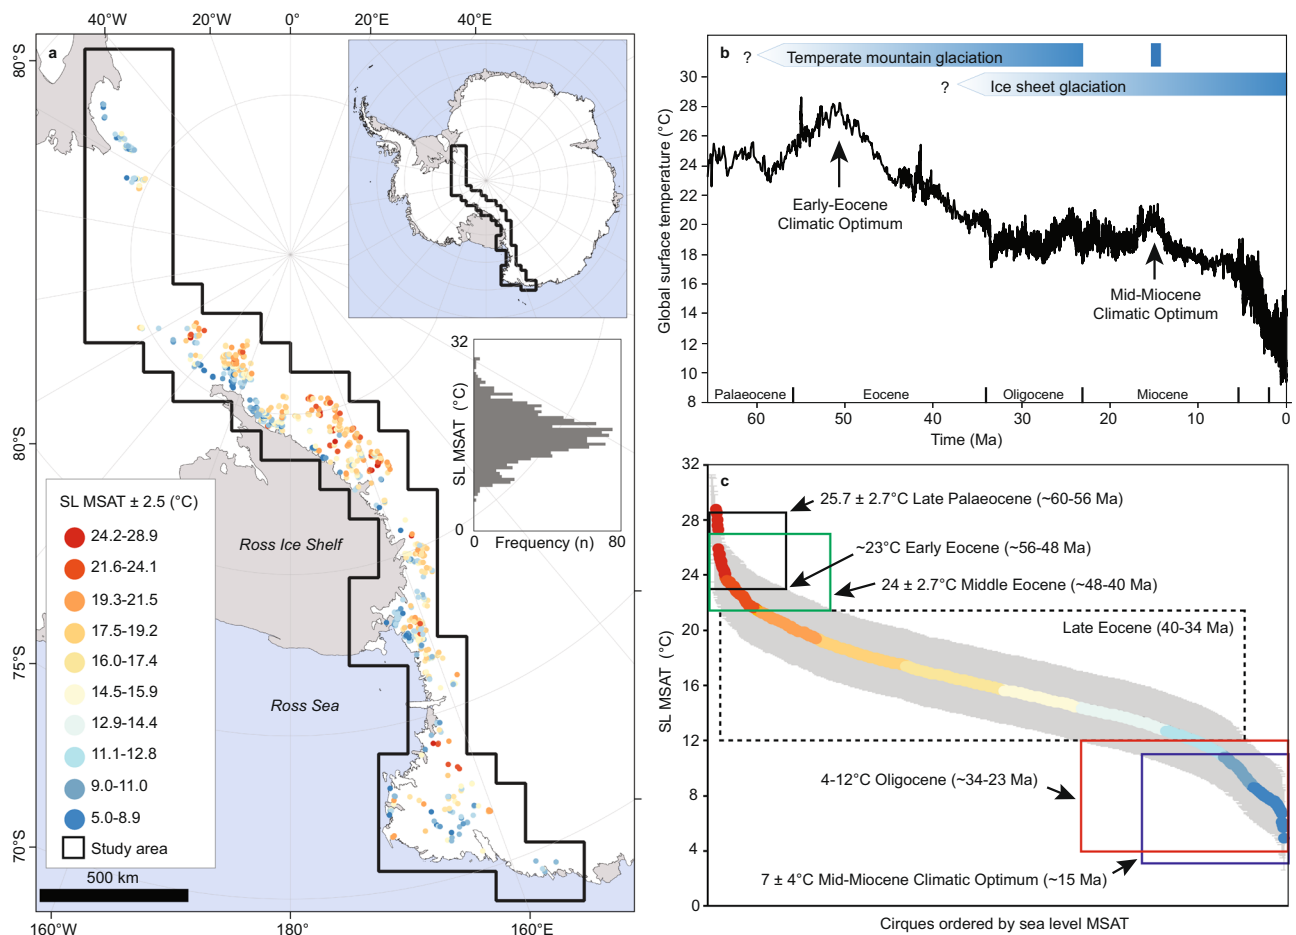 40°W 20°W 0° 20°E 40°E
80°S
a
80°S
75°S
70°S
160°W 180° 160°E
Ross Ice Shelf
Ross Sea
SL MSAT ± 2.5 (°C)
24.2-28.9
21.6-24.1
19.3-21.5
17.5-19.2
16.0-17.4
14.5-15.9
12.9-14.4
11.1-12.8
9.0-11.0
5.0-8.9
Study area
500 km
32
SL MSAT (°C)
0
0 80
Frequency (n)
b
? Temperate mountain glaciation
? Ice sheet glaciation
Global surface temperature (°C)
30
28
26
24
22
20
18
16
14
12
10
8
Early-Eocene
Climatic Optimum
Mid-Miocene
Climatic Optimum
Palaeocene Eocene Oligocene Miocene
60 50 40 30 20 10 0
Time (Ma)
c
SL MSAT (°C)
32
28
24
20
16
12
8
4
0
25.7 ± 2.7°C Late Palaeocene (~60-56 Ma)
~23°C Early Eocene (~56-48 Ma)
24 ± 2.7°C Middle Eocene (~48-40 Ma)
Late Eocene (40-34 Ma)
4-12°C Oligocene (~34-23 Ma)
7 ± 4°C Mid-Miocene Climatic Optimum (~15 Ma)
Cirques ordered by sea level MSAT